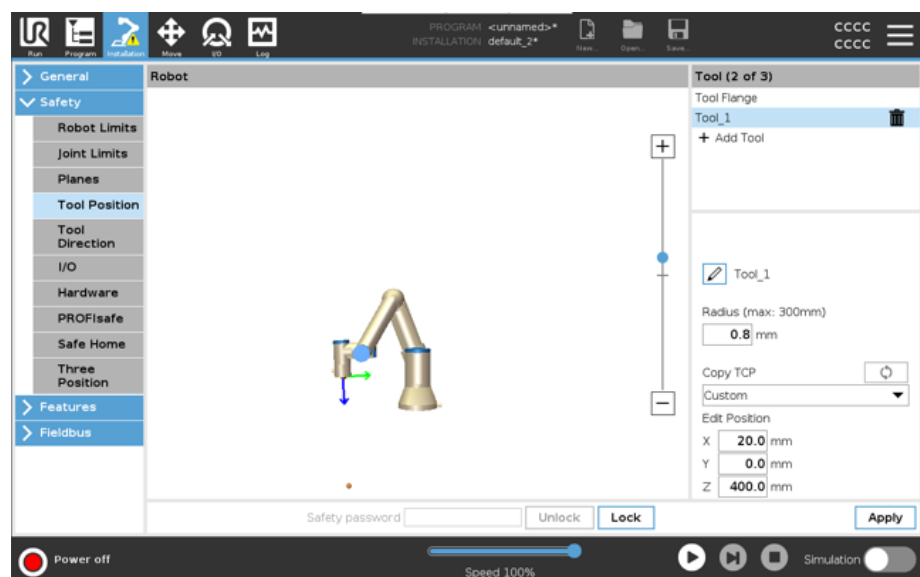 UR
Run
Program
Installation
Move
I/O
Log
PROGRAM <unnamed>*
INSTALLATION default_2*
New...
Open...
Save...
CCCC
CCCC
General
Safety
Robot Limits
Joint Limits
Planes
Tool Position
Tool
Direction
I/O
Hardware
PROFIsafe
Safe Home
Three
Position
Features
Fieldbus
Robot
Tool (2 of 3)
Tool Flange
Tool_1
+ Add Tool
Tool_1
Radius (max: 300mm)
0.8 mm
Copy TCP
Custom
Edit Position
X 20.0 mm
Y 0.0 mm
Z 400.0 mm
Safety password
Unlock
Lock
Apply
Power off
Speed 100%
Simulation